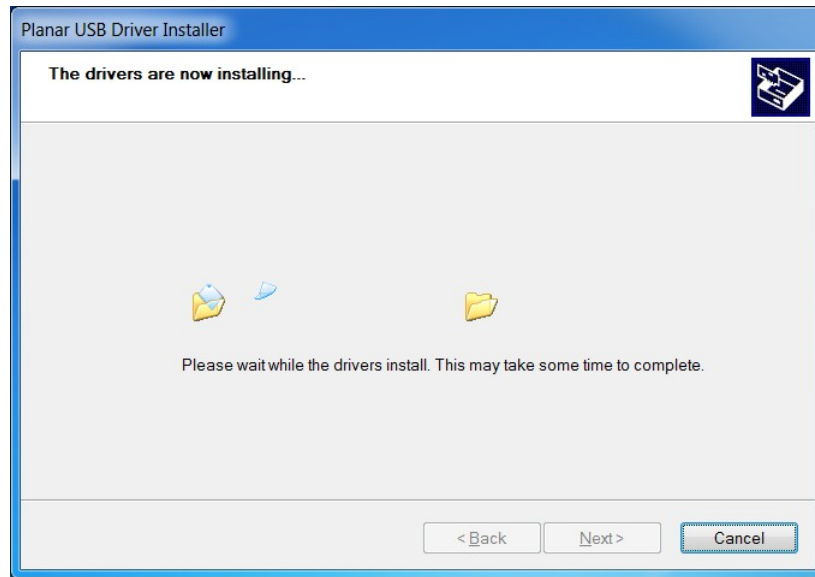 Planar USB Driver Installer
The drivers are now installing...
Please wait while the drivers install. This may take some time to complete.
< Back
Next >
Cancel